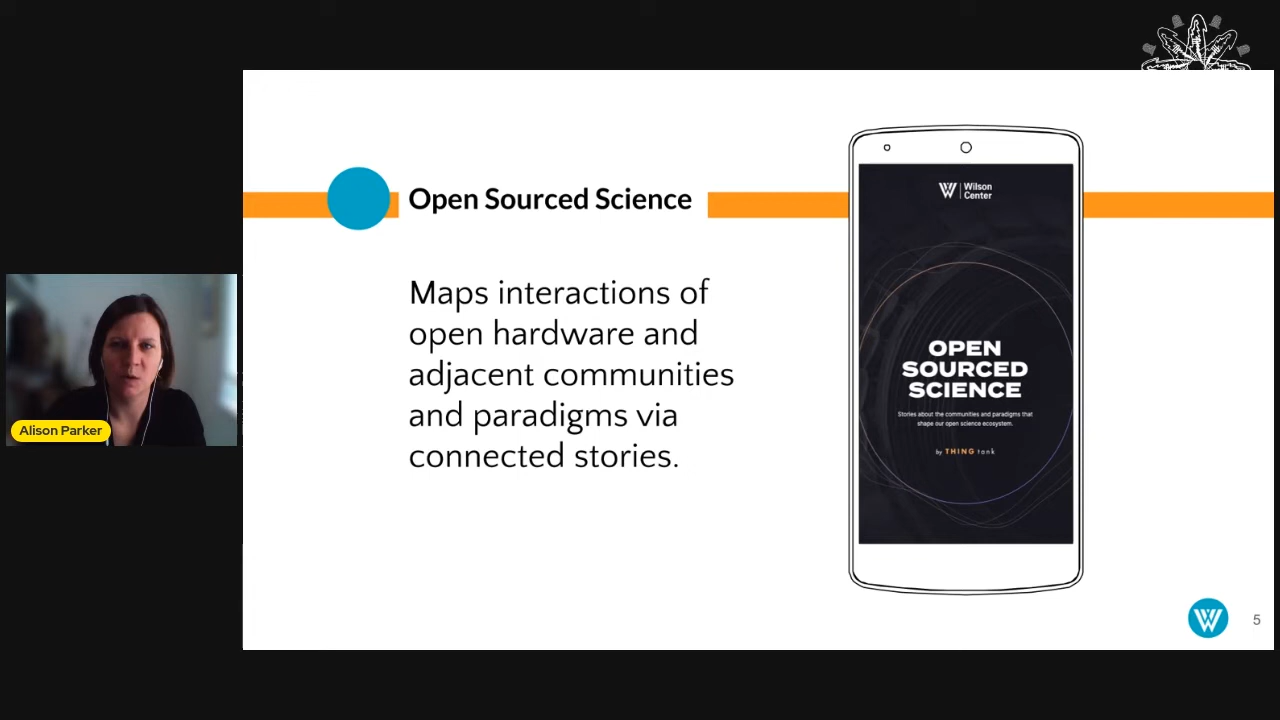 Open Sourced Science
Maps interactions of
open hardware and
adjacent communities
and paradigms via
connected stories.
W | Wilson
Center
OPEN
SOURCED
SCIENCE
Stories about the communities and paradigms that
shape our open science ecosystem.
by THING tank
Alison Parker
W
5